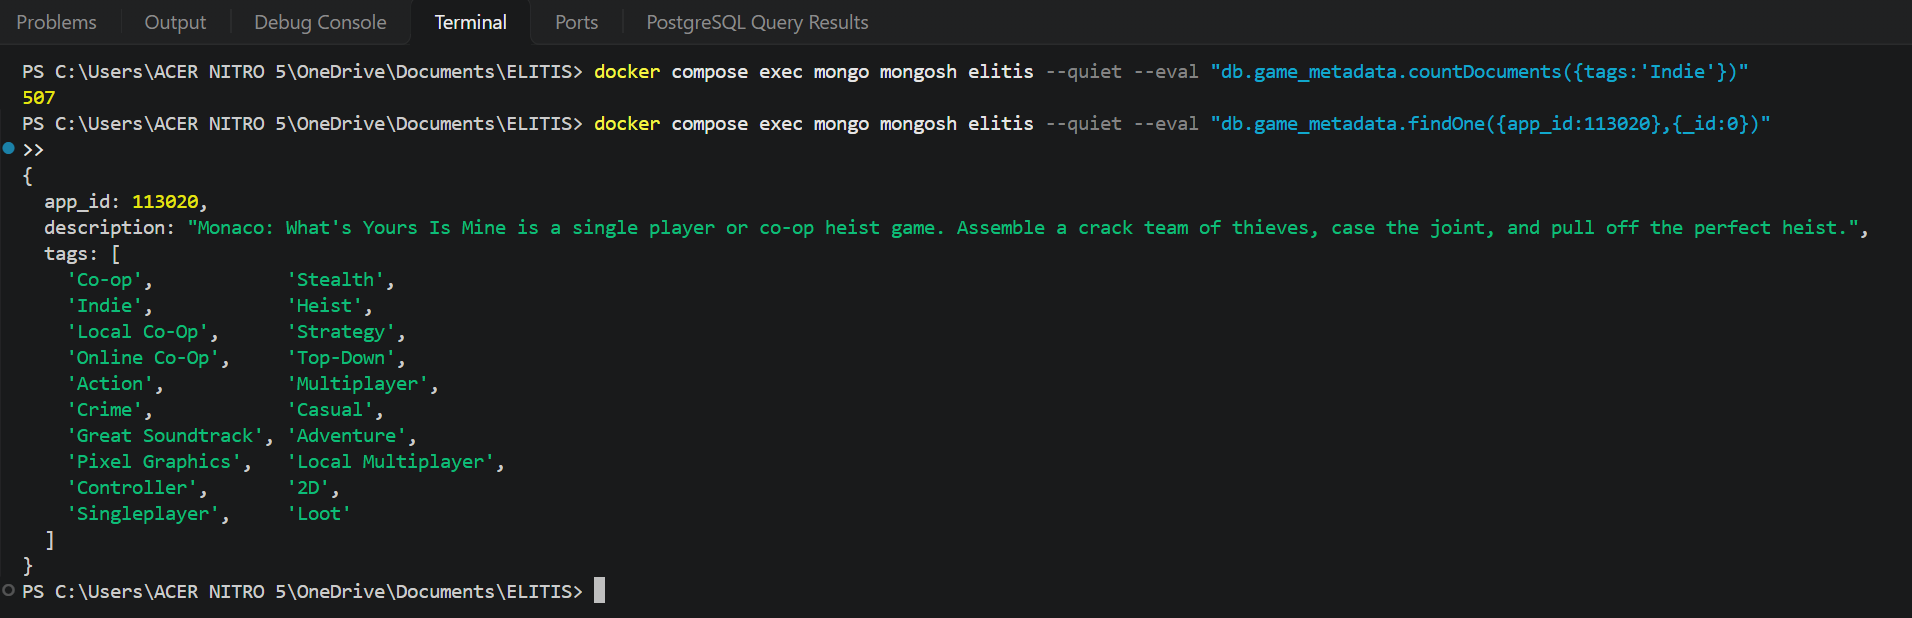 Problems Output Debug Console Terminal Ports PostgreSQL Query Results
PS C:\Users\ACER NITRO 5\OneDrive\Documents\ELITIS> docker compose exec mongo mongosh elitis --quiet --eval "db.game_metadata.countDocuments({tags:'Indie'})"
507
PS C:\Users\ACER NITRO 5\OneDrive\Documents\ELITIS> docker compose exec mongo mongosh elitis --quiet --eval "db.game_metadata.findOne({app_id:113020},{_id:0})"
>>
{
  app_id: 113020,
  description: "Monaco: What's Yours Is Mine is a single player or co-op heist game. Assemble a crack team of thieves, case the joint, and pull off the perfect heist.",
  tags: [
    'Co-op',            'Stealth',
    'Indie',            'Heist',
    'Local Co-Op',      'Strategy',
    'Online Co-Op',     'Top-Down',
    'Action',           'Multiplayer',
    'Crime',            'Casual',
    'Great Soundtrack', 'Adventure',
    'Pixel Graphics',   'Local Multiplayer',
    'Controller',       '2D',
    'Singleplayer',     'Loot'
  ]
}
PS C:\Users\ACER NITRO 5\OneDrive\Documents\ELITIS>